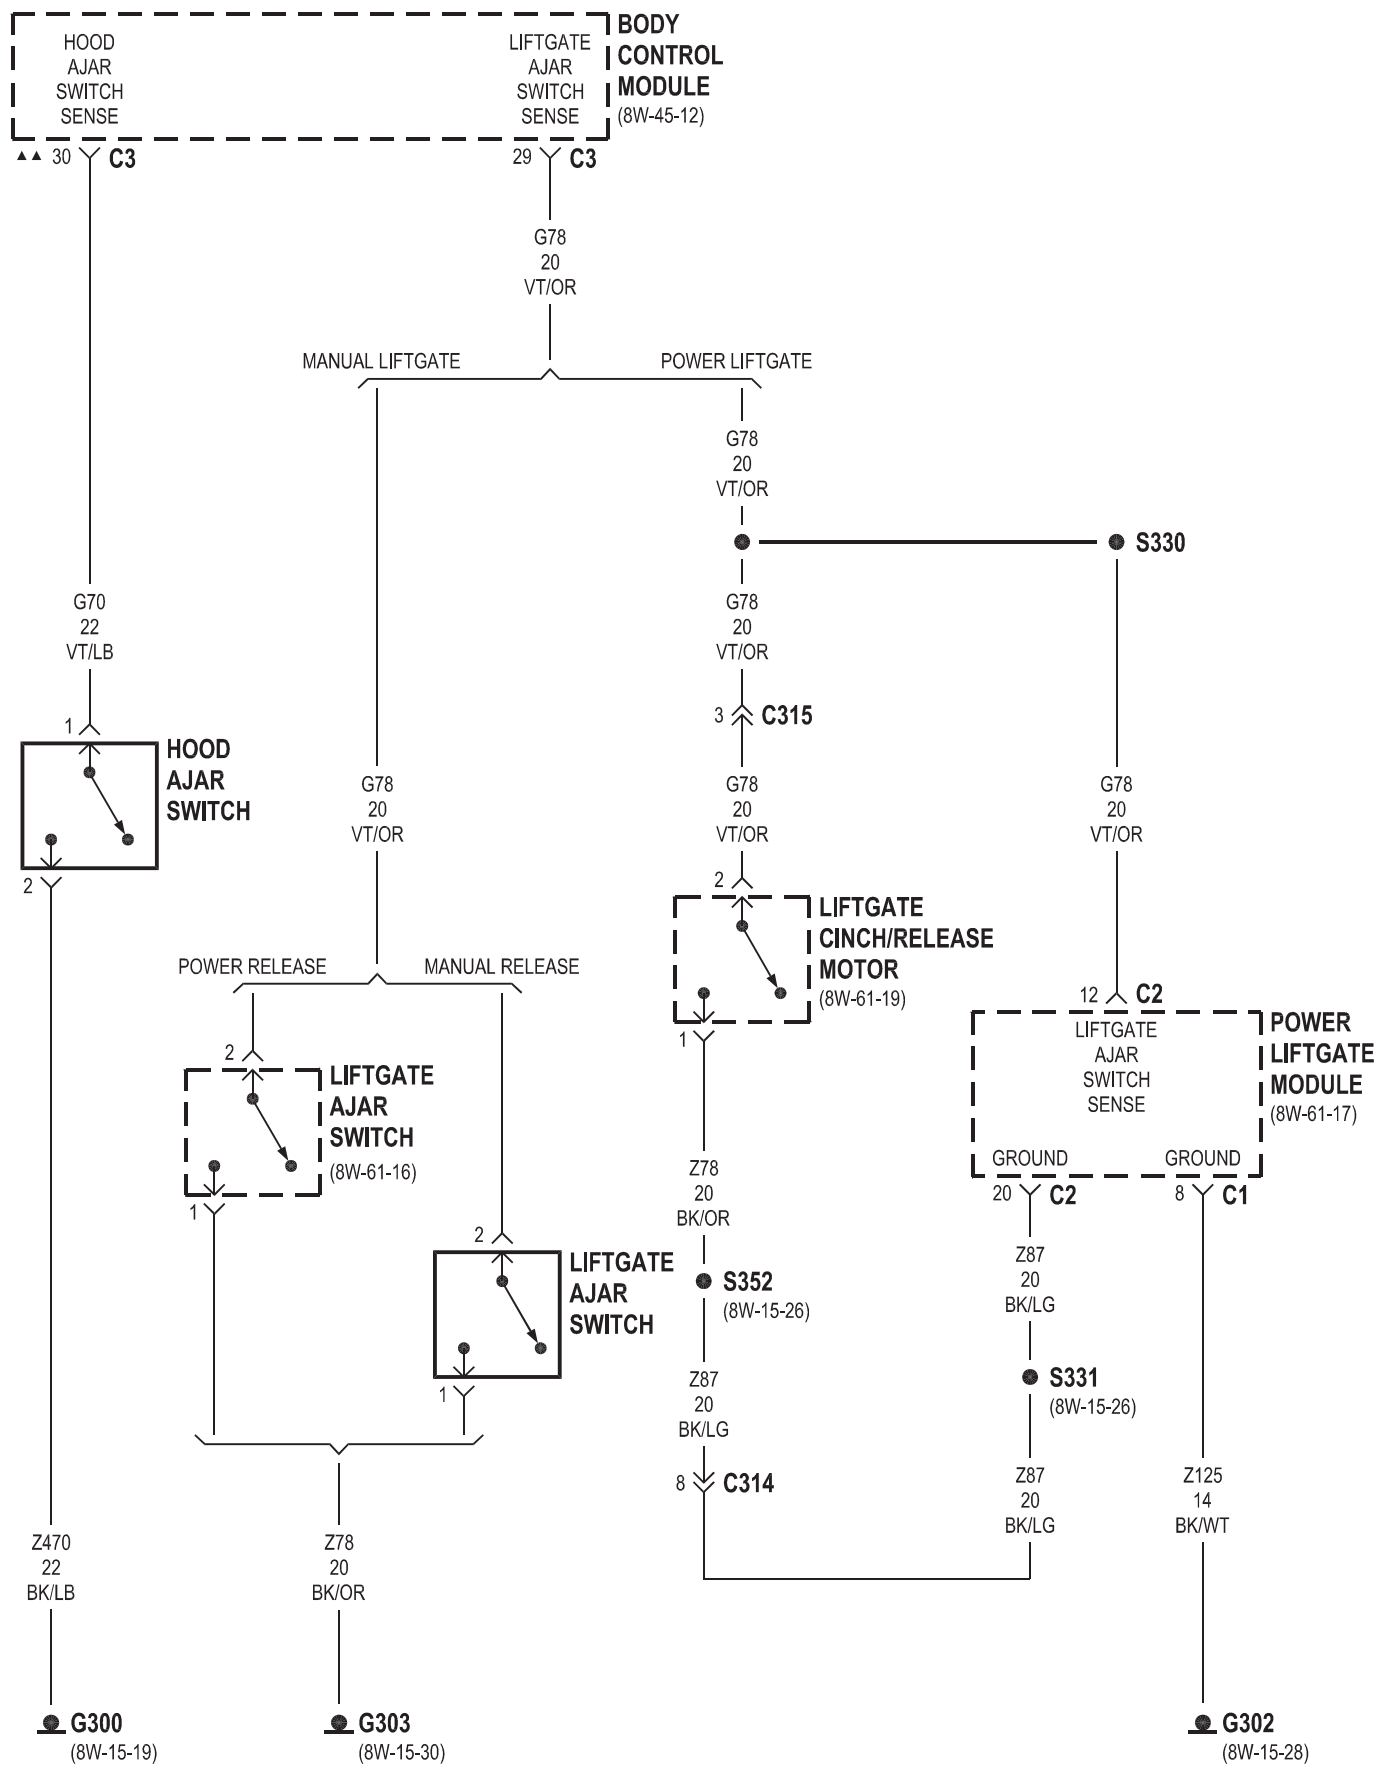 HOOD
AJAR
SWITCH
SENSE
LIFTGATE
AJAR
SWITCH
SENSE
BODY
CONTROL
MODULE
(8W-45-12)
▲▲ 30 C3
29 C3
G78
20
VT/OR
MANUAL LIFTGATE
POWER LIFTGATE
G78
20
VT/OR
S330
G70
22
VT/LB
G78
20
VT/OR
3 C315
1
HOOD
AJAR
SWITCH
2
G78
20
VT/OR
G78
20
VT/OR
G78
20
VT/OR
2
LIFTGATE
CINCH/RELEASE
MOTOR
(8W-61-19)
1
POWER RELEASE
MANUAL RELEASE
12 C2
LIFTGATE
AJAR
SWITCH
SENSE
POWER
LIFTGATE
MODULE
(8W-61-17)
GROUND
GROUND
20 C2
8 C1
2
LIFTGATE
AJAR
SWITCH
(8W-61-16)
1
2
LIFTGATE
AJAR
SWITCH
1
Z78
20
BK/OR
S352
(8W-15-26)
Z87
20
BK/LG
8 C314
Z87
20
BK/LG
S331
(8W-15-26)
Z87
20
BK/LG
Z125
14
BK/WT
Z470
22
BK/LB
Z78
20
BK/OR
G300
(8W-15-19)
G303
(8W-15-30)
G302
(8W-15-28)